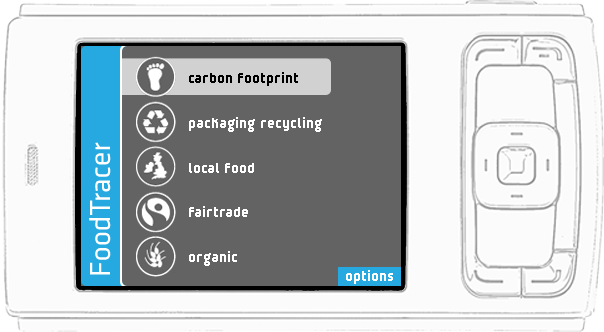 FoodTracer
carbon footprint
packaging recycling
local food
fairtrade
organic
options